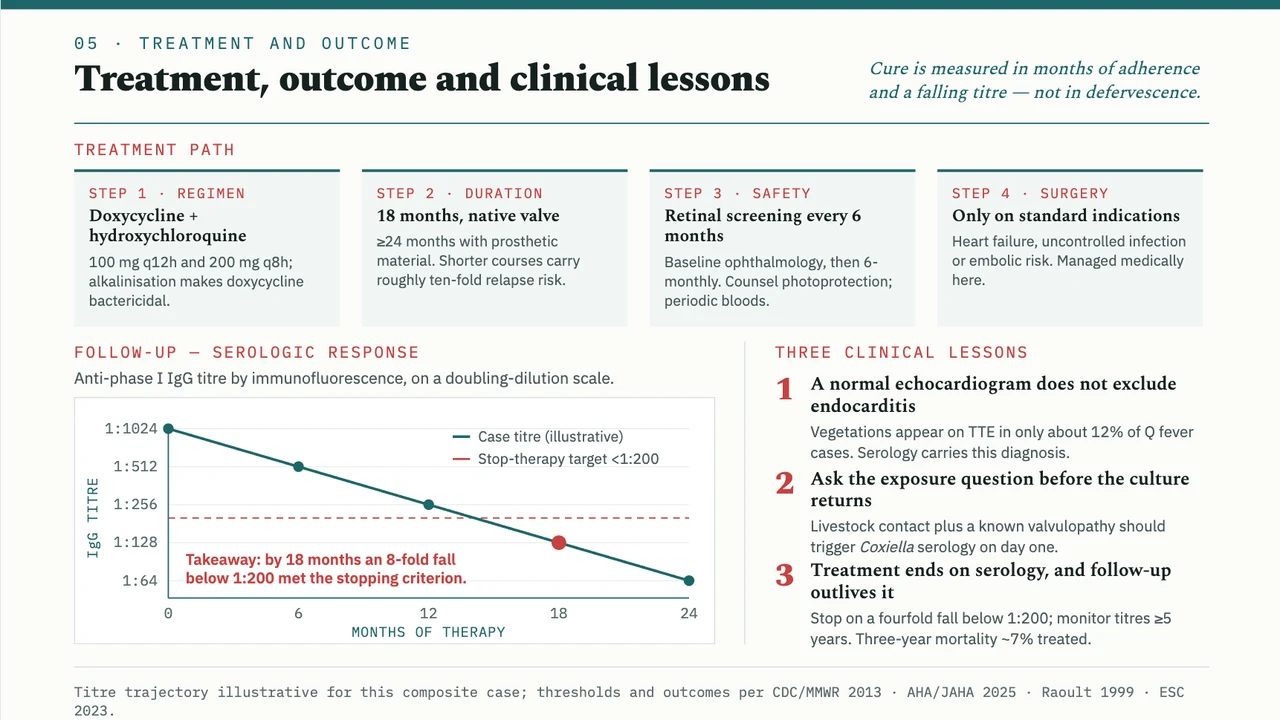 05 · TREATMENT AND OUTCOME
Treatment, outcome and clinical lessons
Cure is measured in months of adherence
and a falling titre — not in defervescence.
TREATMENT PATH
STEP 1 · REGIMEN
Doxycycline +
hydroxychloroquine
100 mg q12h and 200 mg q8h;
alkalinisation makes doxycycline
bactericidal.
STEP 2 · DURATION
18 months, native valve
≥24 months with prosthetic
material. Shorter courses carry
roughly ten-fold relapse risk.
STEP 3 · SAFETY
Retinal screening every 6
months
Baseline ophthalmology, then 6-
monthly. Counsel photoprotection;
periodic bloods.
STEP 4 · SURGERY
Only on standard indications
Heart failure, uncontrolled infection
or embolic risk. Managed medically
here.
FOLLOW-UP — SEROLOGIC RESPONSE
Anti-phase I IgG titre by immunofluorescence, on a doubling-dilution scale.
IgG TITRE
1:1024
1:512
1:256
1:128
1:64
Case titre (illustrative)
Stop-therapy target <1:200
Takeaway: by 18 months an 8-fold fall
below 1:200 met the stopping criterion.
0 6 12 18 24
MONTHS OF THERAPY
THREE CLINICAL LESSONS
1 A normal echocardiogram does not exclude
endocarditis
Vegetations appear on TTE in only about 12% of Q fever
cases. Serology carries this diagnosis.
2 Ask the exposure question before the culture
returns
Livestock contact plus a known valvulopathy should
trigger Coxiella serology on day one.
3 Treatment ends on serology, and follow-up
outlives it
Stop on a fourfold fall below 1:200; monitor titres ≥5
years. Three-year mortality ~7% treated.
Titre trajectory illustrative for this composite case; thresholds and outcomes per CDC/MMWR 2013 · AHA/JAHA 2025 · Raoult 1999 · ESC
2023.